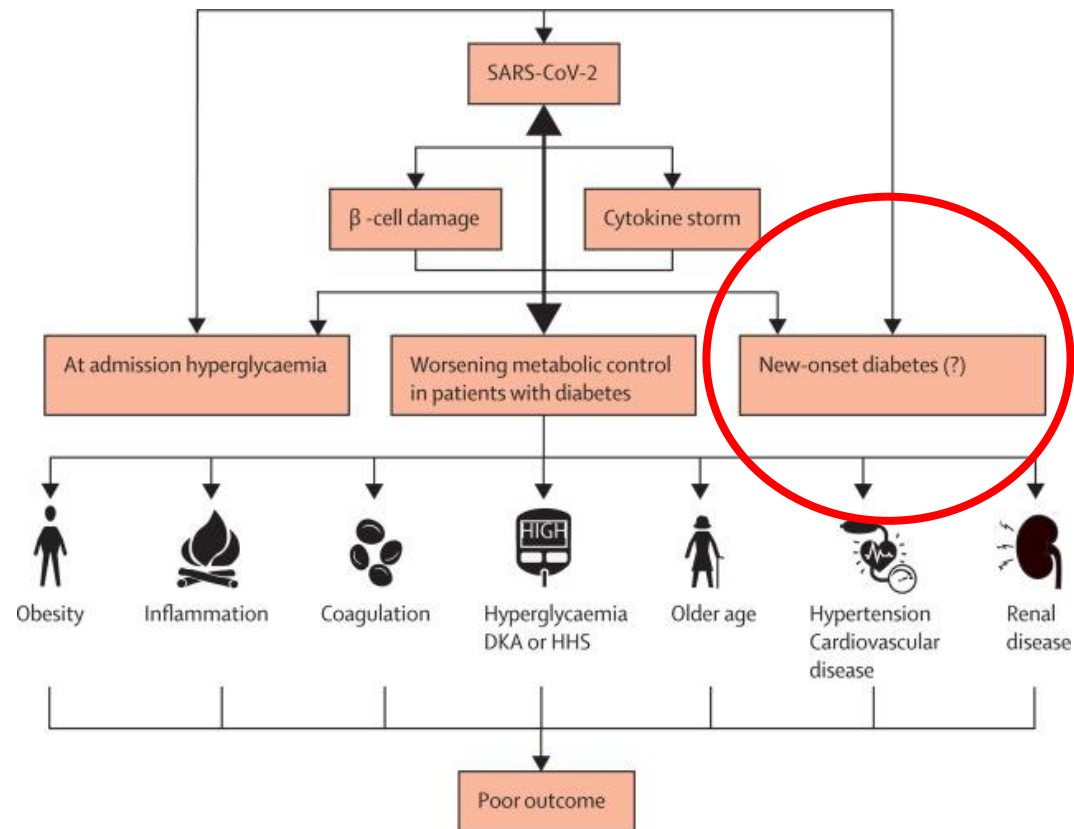 SARS-CoV-2
β -cell damage
Cytokine storm
At admission hyperglycaemia
Worsening metabolic control
in patients with diabetes
New-onset diabetes (?)
HIGH
Obesity
Inflammation
Coagulation
Hyperglycaemia
DKA or HHS
Older age
Hypertension
Cardiovascular
disease
Renal
disease
Poor outcome